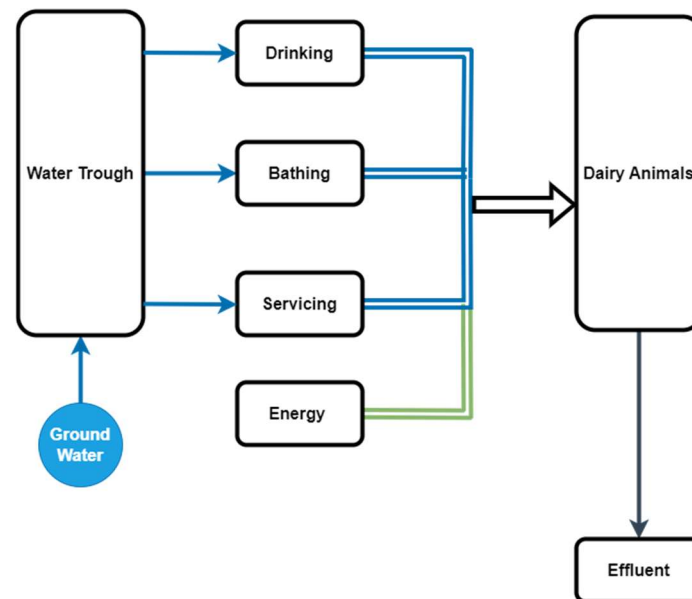 Drinking
Water Trough
Bathing
Dairy Animals
Servicing
Energy
Ground
Water
Effluent